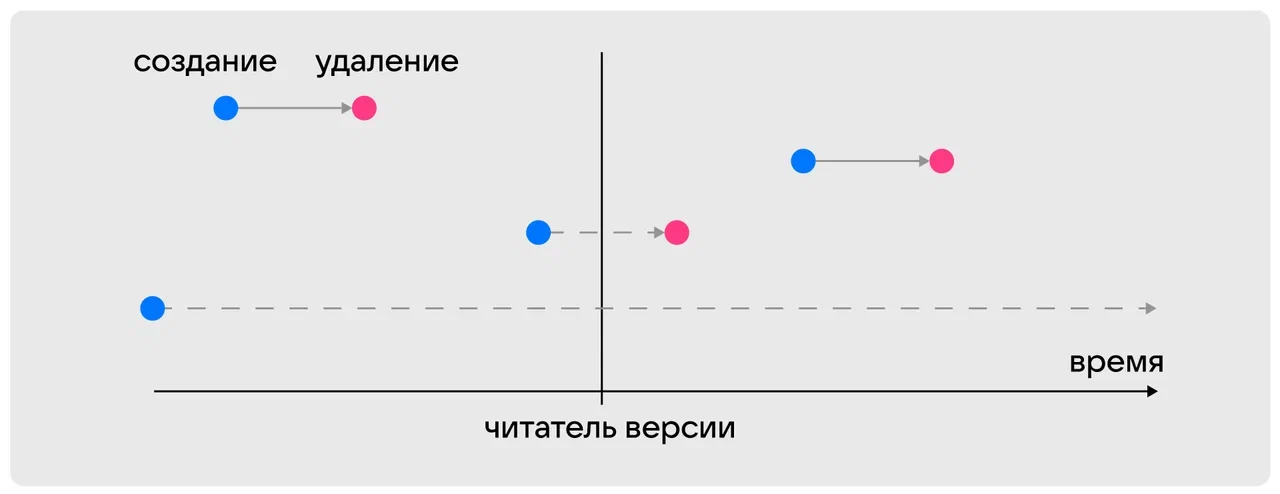 создание удаление
время
читатель версии